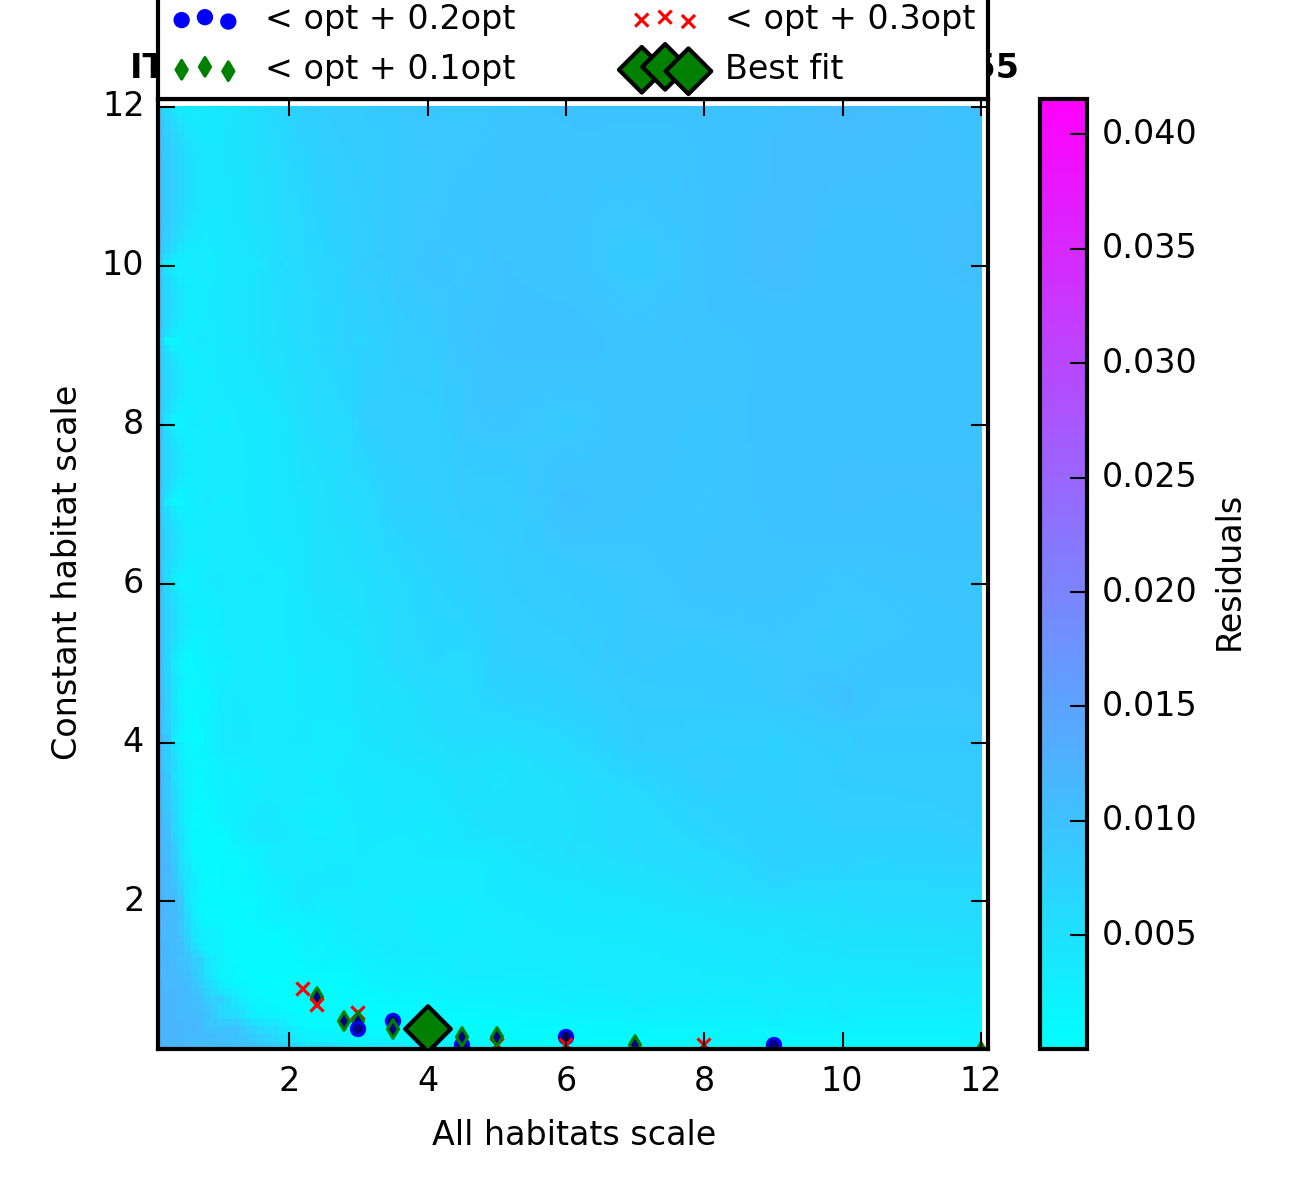 < opt + 0.2opt < opt + 0.3opt
< opt + 0.1opt Best fit
12
10
8
6
4
2
Constant habitat scale
2 4 6 8 10 12
All habitats scale
0.040
0.035
0.030
0.025
0.020
0.015
0.010
0.005
Residuals